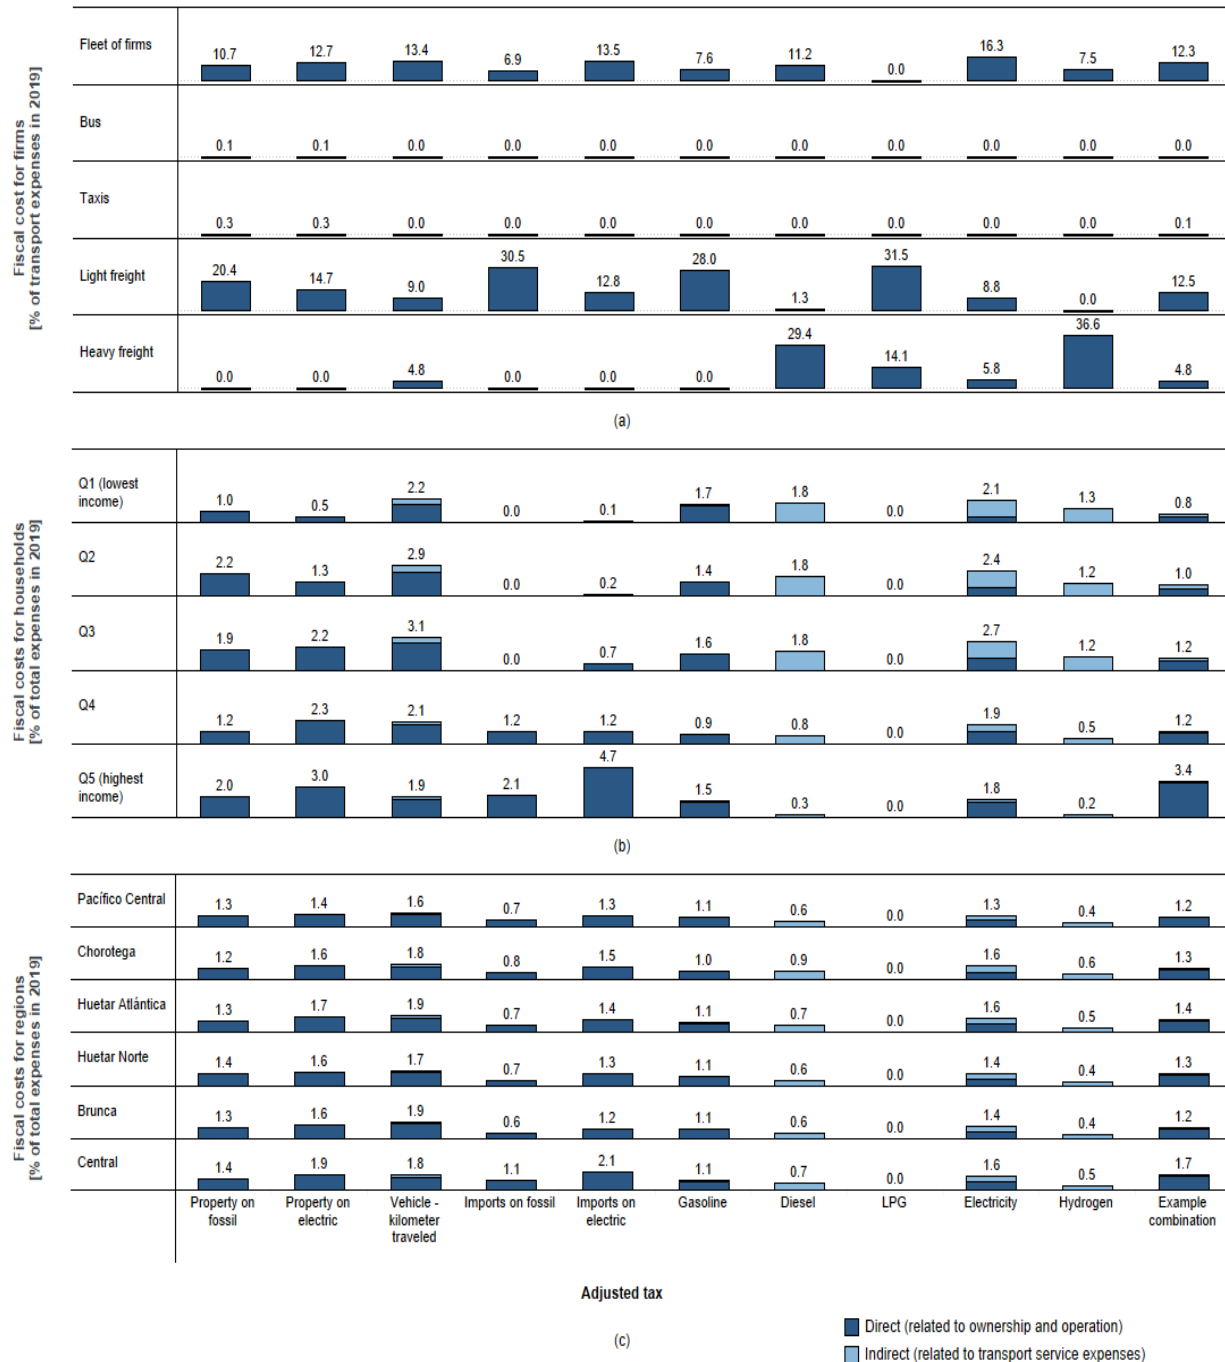 Fiscal cost for firms
[% of transport expenses in 2019]
Fleet of firms
10.7 12.7 13.4 6.9 13.5 7.6 11.2 0.0 16.3 7.5 12.3
Bus
0.1 0.1 0.0 0.0 0.0 0.0 0.0 0.0 0.0 0.0 0.0
Taxis
0.3 0.3 0.0 0.0 0.0 0.0 0.0 0.0 0.0 0.0 0.1
Light freight
20.4 14.7 9.0 30.5 12.8 28.0 1.3 31.5 8.8 0.0 12.5
Heavy freight
0.0 0.0 4.8 0.0 0.0 0.0 29.4 14.1 5.8 36.6 4.8
(a)
Fiscal costs for households
[% of total expenses in 2019]
Q1 (lowest
income)
1.0 0.5 2.2 0.0 0.1 1.7 1.8 0.0 2.1 1.3 0.8
Q2
2.2 1.3 2.9 0.0 0.2 1.4 1.8 0.0 2.4 1.2 1.0
Q3
1.9 2.2 3.1 0.0 0.7 1.6 1.8 0.0 2.7 1.2 1.2
Q4
1.2 2.3 2.1 1.2 1.2 0.9 0.8 0.0 1.9 0.5 1.2
Q5 (highest
income)
2.0 3.0 1.9 2.1 4.7 1.5 0.3 0.0 1.8 0.2 3.4
(b)
Fiscal costs for regions
[% of total expenses in 2019]
Pacífico Central
1.3 1.4 1.6 0.7 1.3 1.1 0.6 0.0 1.3 0.4 1.2
Chorotega
1.2 1.6 1.8 0.8 1.5 1.0 0.9 0.0 1.6 0.6 1.3
Huetar Atlántica
1.3 1.7 1.9 0.7 1.4 1.1 0.7 0.0 1.6 0.5 1.4
Huetar Norte
1.4 1.6 1.7 0.7 1.3 1.1 0.6 0.0 1.4 0.4 1.3
Brunca
1.3 1.6 1.9 0.6 1.2 1.1 0.6 0.0 1.4 0.4 1.2
Central
1.4 1.9 1.8 1.1 2.1 1.1 0.7 0.0 1.6 0.5 1.7
Property on
fossil
Property on
electric
Vehicle -
kilometer
traveled
Imports on fossil
Imports on
electric
Gasoline
Diesel
LPG
Electricity
Hydrogen
Example
combination
Adjusted tax
(c)
Direct (related to ownership and operation)
Indirect (related to transport service expenses)